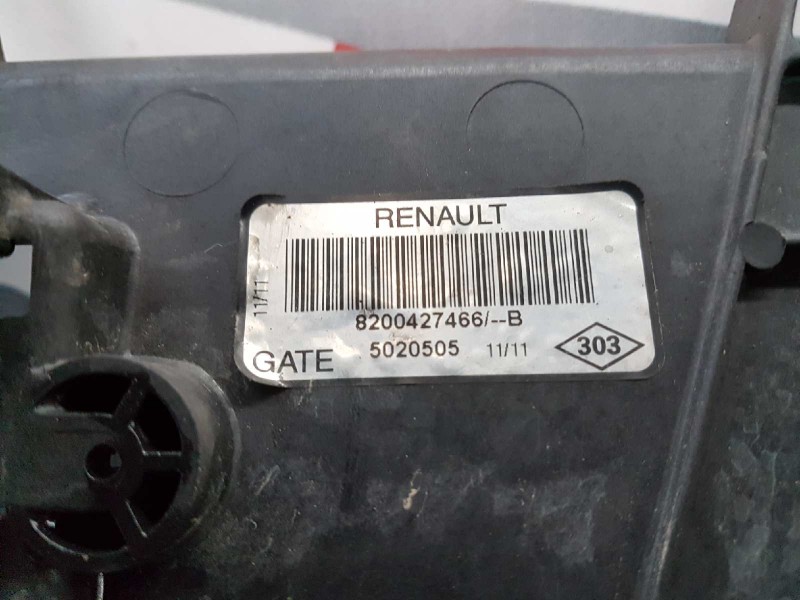 RENAULT
11/11
8200427466/--B
GATE 5020505 11/11 303